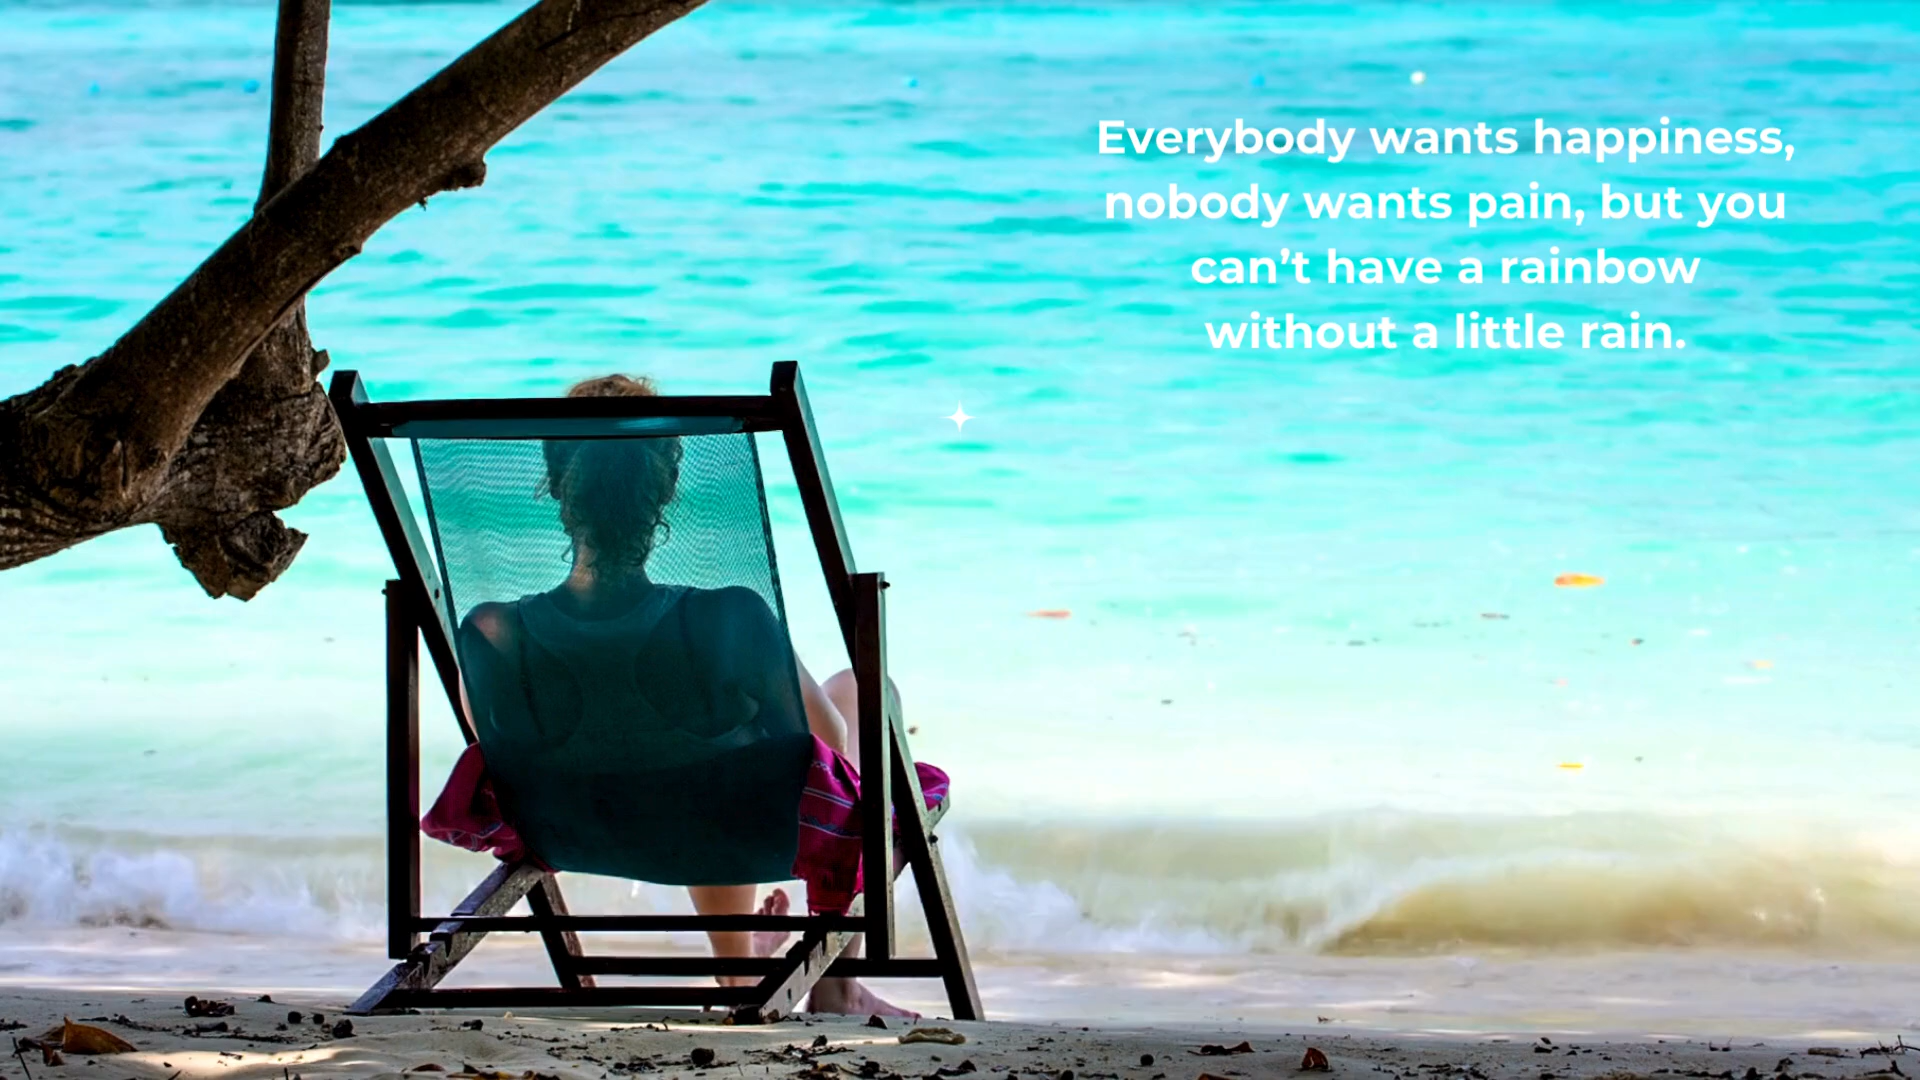 Everybody wants happiness,
nobody wants pain, but you
can’t have a rainbow
without a little rain.